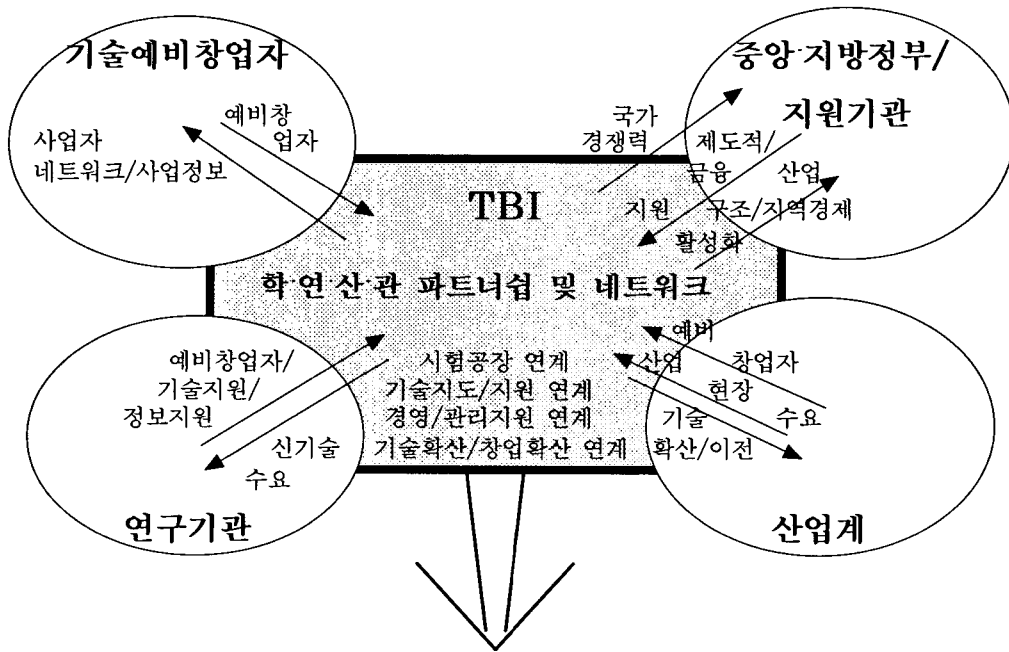 기술예비창업자
예비창
업자
사업자
네트워크/사업정보
중앙·지방정부/
지원기관
국가
경쟁력
제도적/
금융
지원
산업
구조/지역경제
활성화
TBI
학·연·산·관 파트너쉽 및 네트워크
예비창업자/
기술지원/
정보지원
신기술
수요
연구기관
시험공장 연계
기술지도/지원 연계
경영/관리지원 연계
기술확산/창업확산 연계
예비
창업자
산업
현장
수요
기술
확산/이전
산업계